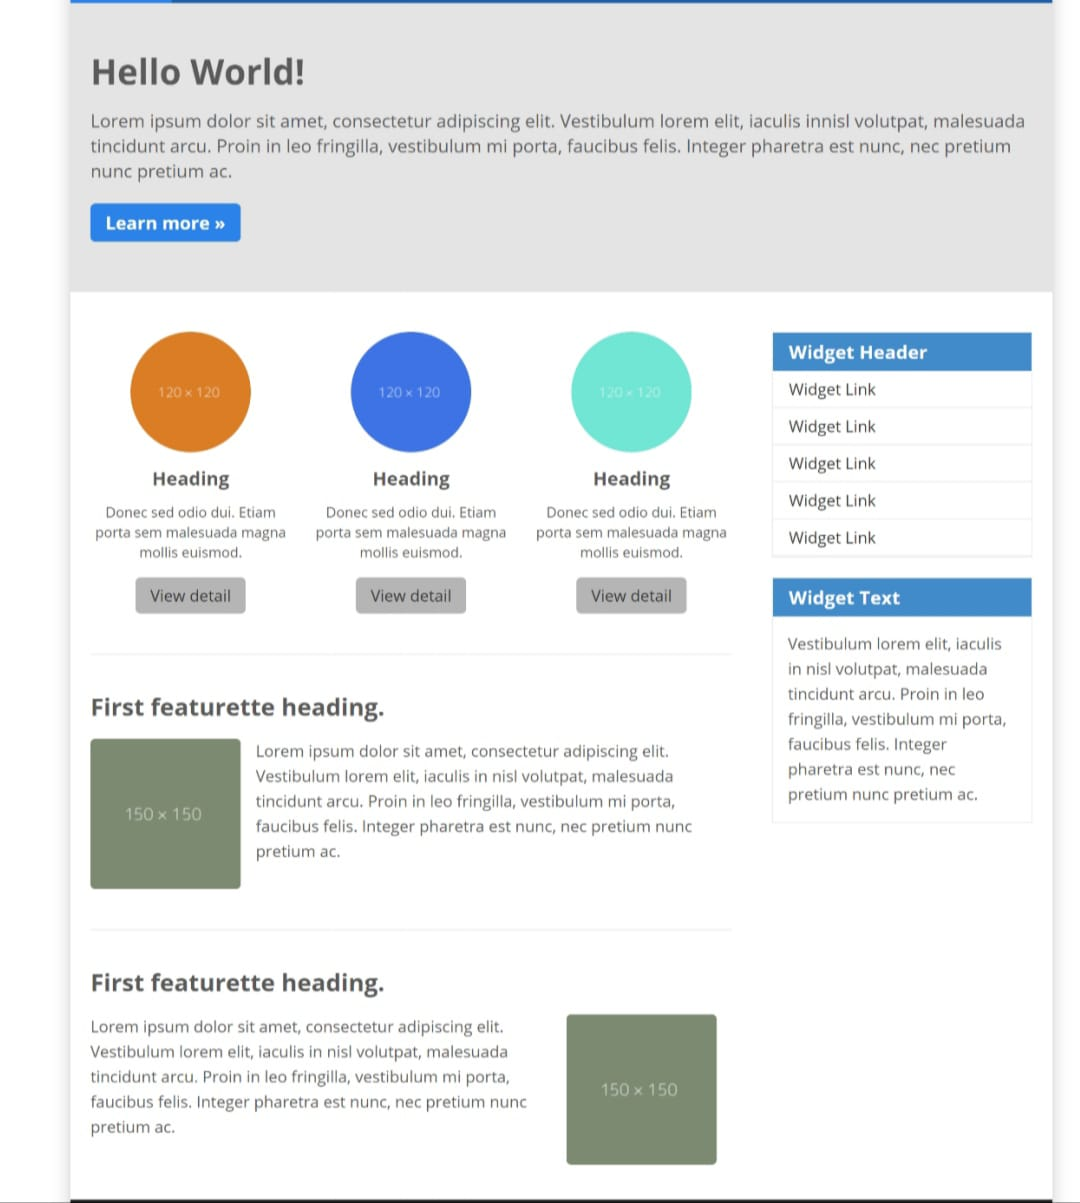 Hello World!
Lorem ipsum dolor sit amet, consectetur adipiscing elit. Vestibulum lorem elit, iaculis innisl volutpat, malesuada
tincidunt arcu. Proin in leo fringilla, vestibulum mi porta, faucibus felis. Integer pharetra est nunc, nec pretium
nunc pretium ac.
Learn more »
120 × 120
Heading
Donec sed odio dui. Etiam
porta sem malesuada magna
mollis euismod.
View detail
120 × 120
Heading
Donec sed odio dui. Etiam
porta sem malesuada magna
mollis euismod.
View detail
120 × 120
Heading
Donec sed odio dui. Etiam
porta sem malesuada magna
mollis euismod.
View detail
First featurette heading.
150 × 150
Lorem ipsum dolor sit amet, consectetur adipiscing elit.
Vestibulum lorem elit, iaculis in nisl volutpat, malesuada
tincidunt arcu. Proin in leo fringilla, vestibulum mi porta,
faucibus felis. Integer pharetra est nunc, nec pretium nunc
pretium ac.
First featurette heading.
Lorem ipsum dolor sit amet, consectetur adipiscing elit.
Vestibulum lorem elit, iaculis in nisl volutpat, malesuada
tincidunt arcu. Proin in leo fringilla, vestibulum mi porta,
faucibus felis. Integer pharetra est nunc, nec pretium nunc
pretium ac.
150 × 150
Widget Header
Widget Link
Widget Link
Widget Link
Widget Link
Widget Link
Widget Text
Vestibulum lorem elit, iaculis
in nisl volutpat, malesuada
tincidunt arcu. Proin in leo
fringilla, vestibulum mi porta,
faucibus felis. Integer
pharetra est nunc, nec
pretium nunc pretium ac.